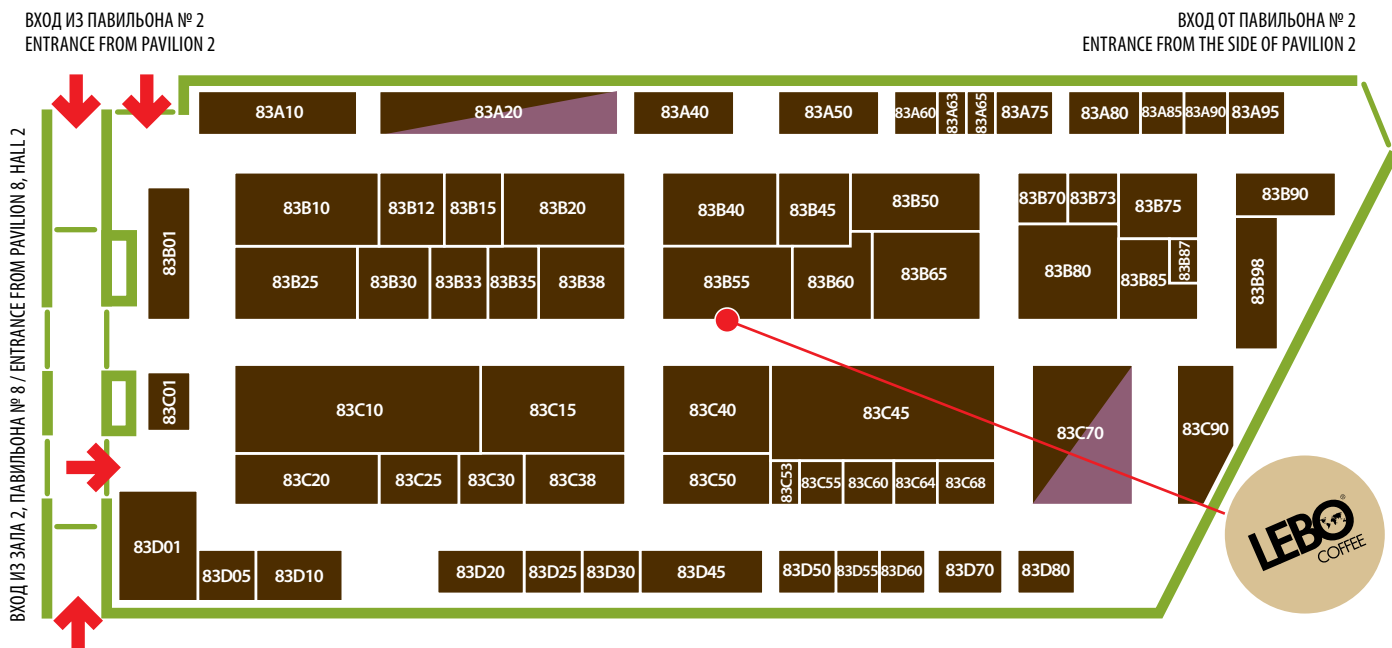 ВХОД ИЗ ПАВИЛЬОНА № 2
ENTRANCE FROM PAVILION 2
ВХОД ОТ ПАВИЛЬОНА № 2
ENTRANCE FROM THE SIDE OF PAVILION 2
ВХОД ИЗ ЗАЛА 2, ПАВИЛЬОНА № 8 / ENTRANCE FROM PAVILION 8, HALL 2
83A10 83A20 83A40 83A50 83A60 83A63 83A65 83A75 83A80 83A85 83A90 83A95
83B01
83B10 83B12 83B15 83B20 83B40 83B45 83B50 83B70 83B73 83B75 83B90
83B25 83B30 83B33 83B35 83B38 83B55 83B60 83B65 83B80 83B85 83B87 83B98
83C01
83C10 83C15 83C40 83C45 83C70 83C90
83C20 83C25 83C30 83C38 83C50 83C53 83C55 83C60 83C64 83C68
83D01
83D05 83D10 83D20 83D25 83D30 83D45 83D50 83D55 83D60 83D70 83D80
LEBO®
COFFEE